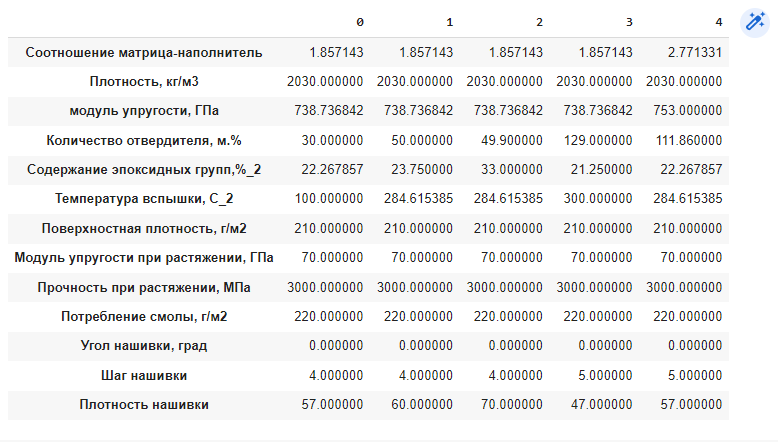 0 1 2 3 4
Соотношение матрица-наполнитель 1.857143 1.857143 1.857143 1.857143 2.771331
Плотность, кг/м3 2030.000000 2030.000000 2030.000000 2030.000000 2030.000000
модуль упругости, ГПа 738.736842 738.736842 738.736842 738.736842 753.000000
Количество отвердителя, м.% 30.000000 50.000000 49.900000 129.000000 111.860000
Содержание эпоксидных групп,%_2 22.267857 23.750000 33.000000 21.250000 22.267857
Температура вспышки, С_2 100.000000 284.615385 284.615385 300.000000 284.615385
Поверхностная плотность, г/м2 210.000000 210.000000 210.000000 210.000000 210.000000
Модуль упругости при растяжении, ГПа 70.000000 70.000000 70.000000 70.000000 70.000000
Прочность при растяжении, МПа 3000.000000 3000.000000 3000.000000 3000.000000 3000.000000
Потребление смолы, г/м2 220.000000 220.000000 220.000000 220.000000 220.000000
Угол нашивки, град 0.000000 0.000000 0.000000 0.000000 0.000000
Шаг нашивки 4.000000 4.000000 4.000000 5.000000 5.000000
Плотность нашивки 57.000000 60.000000 70.000000 47.000000 57.000000